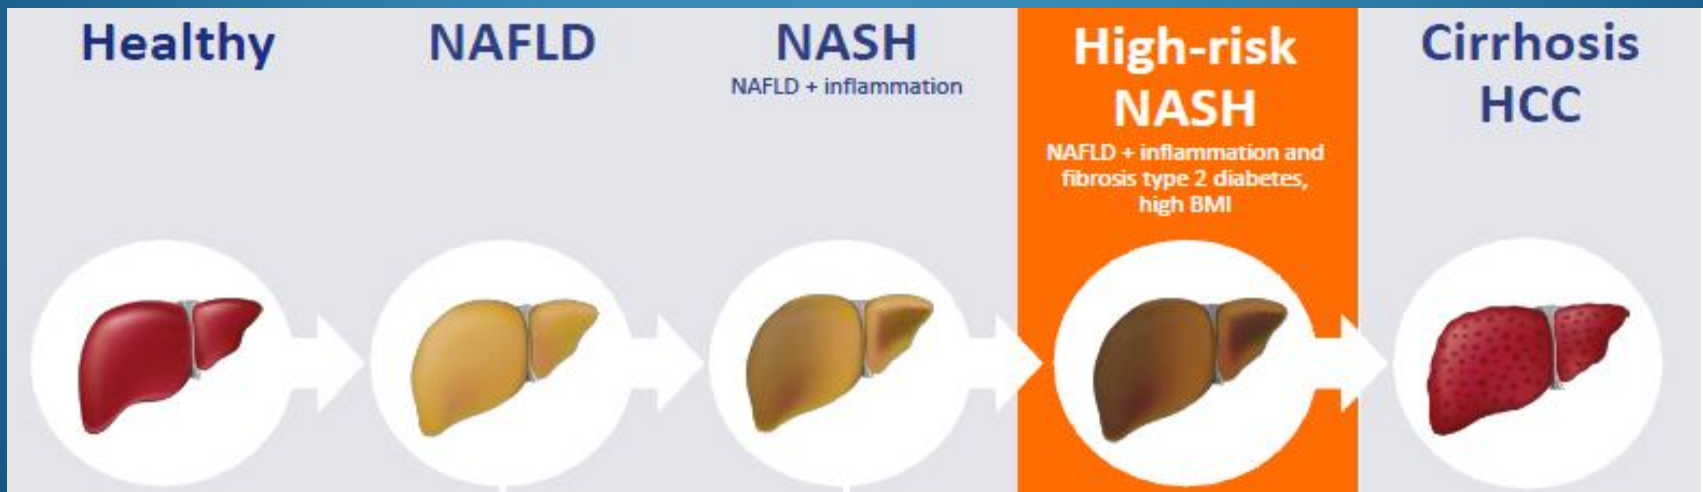 Healthy
NAFLD
NASH
NAFLD + inflammation
High-risk
NASH
NAFLD + inflammation and
fibrosis type 2 diabetes,
high BMI
Cirrhosis
HCC